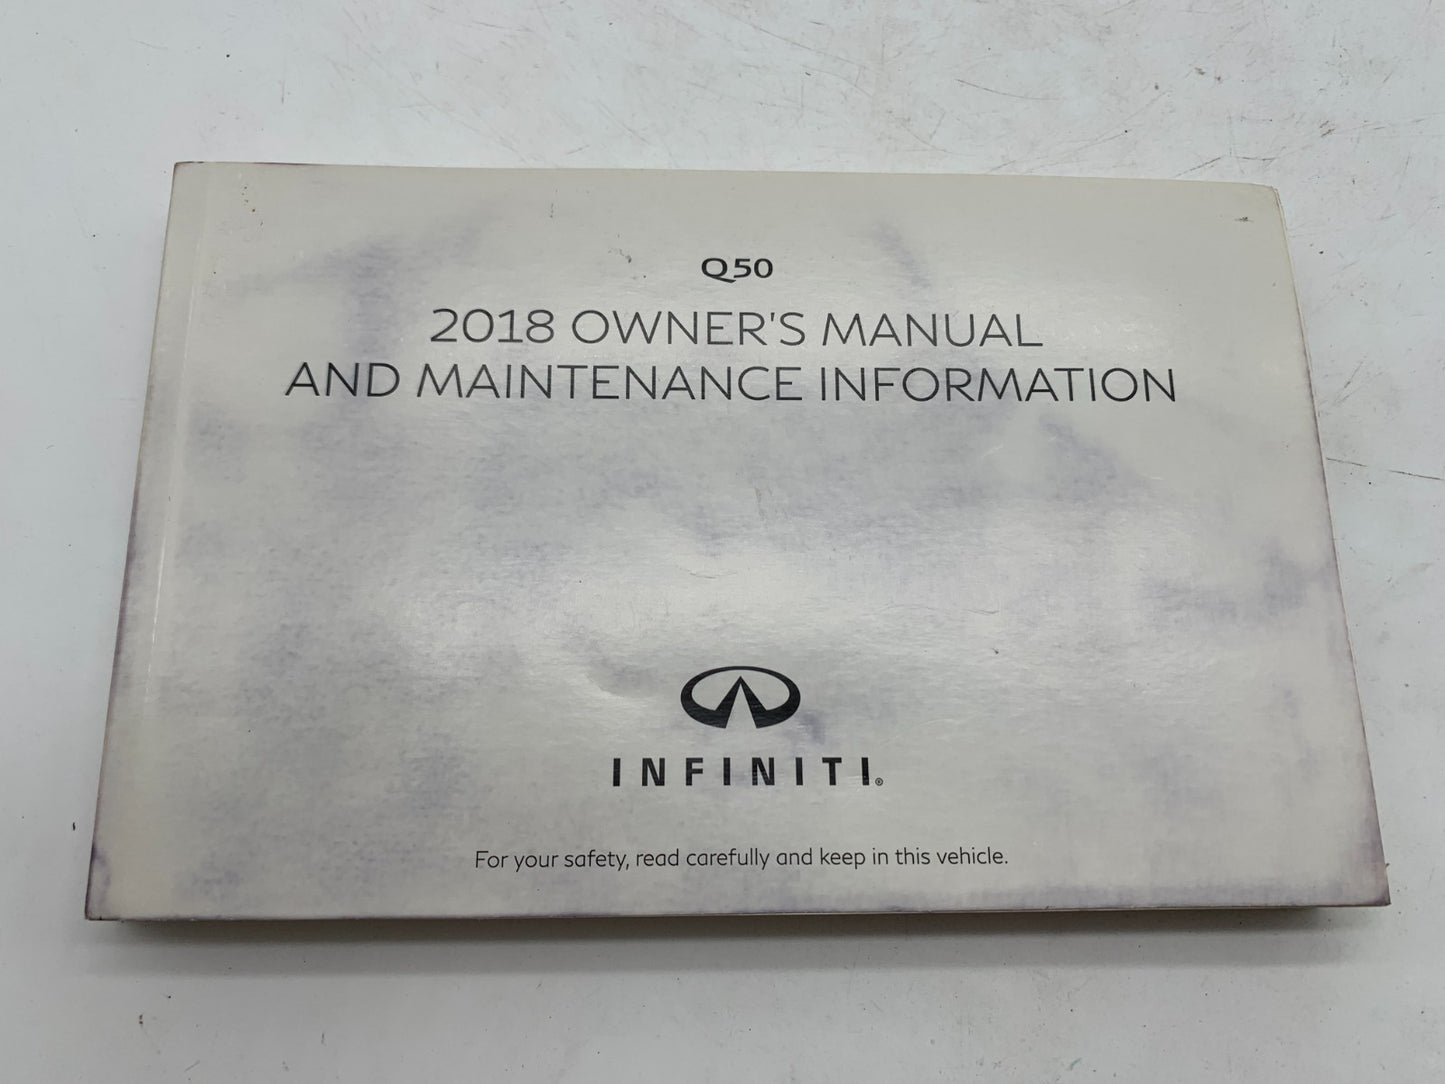 Q50
2018 OWNER'S MANUAL
AND MAINTENANCE INFORMATION
INFINITI®
For your safety, read carefully and keep in this vehicle.